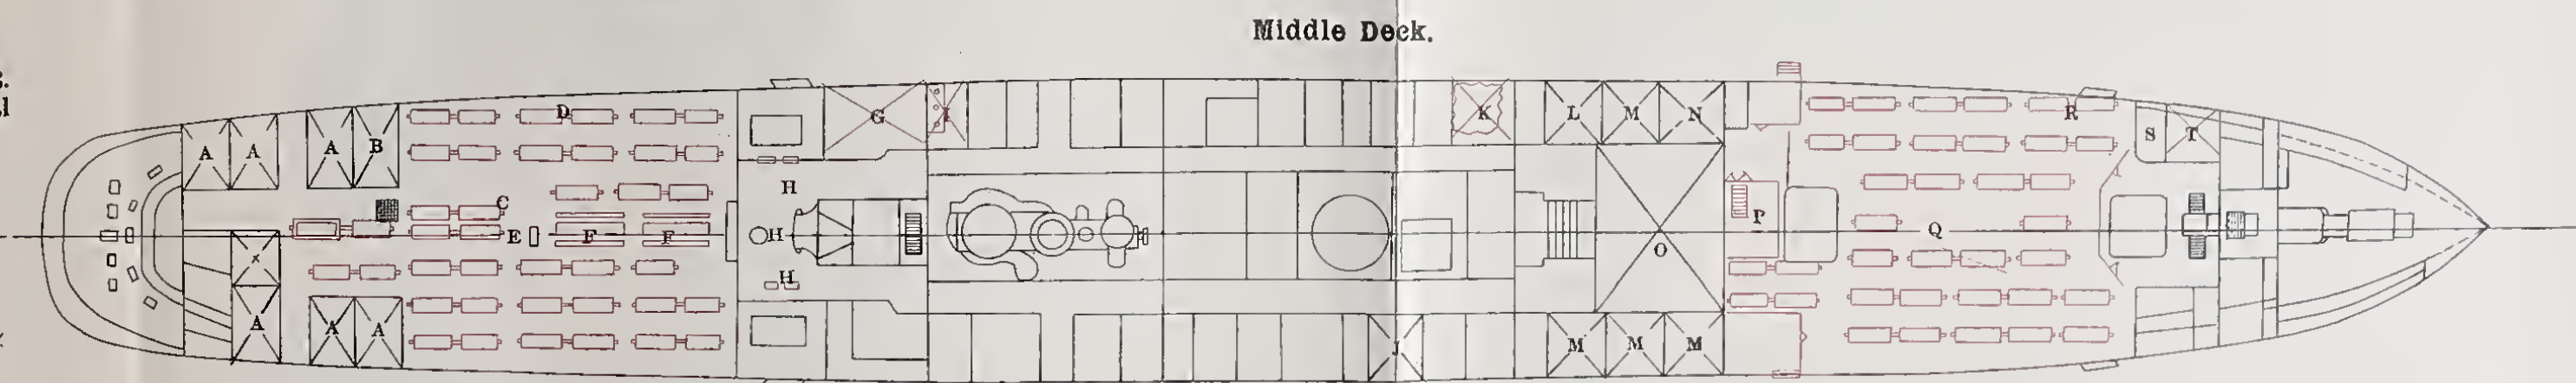 Middle Deck.
A A A B D G I K L M N R S T
C H P
E F F H O Q
x H
A A A J M M M